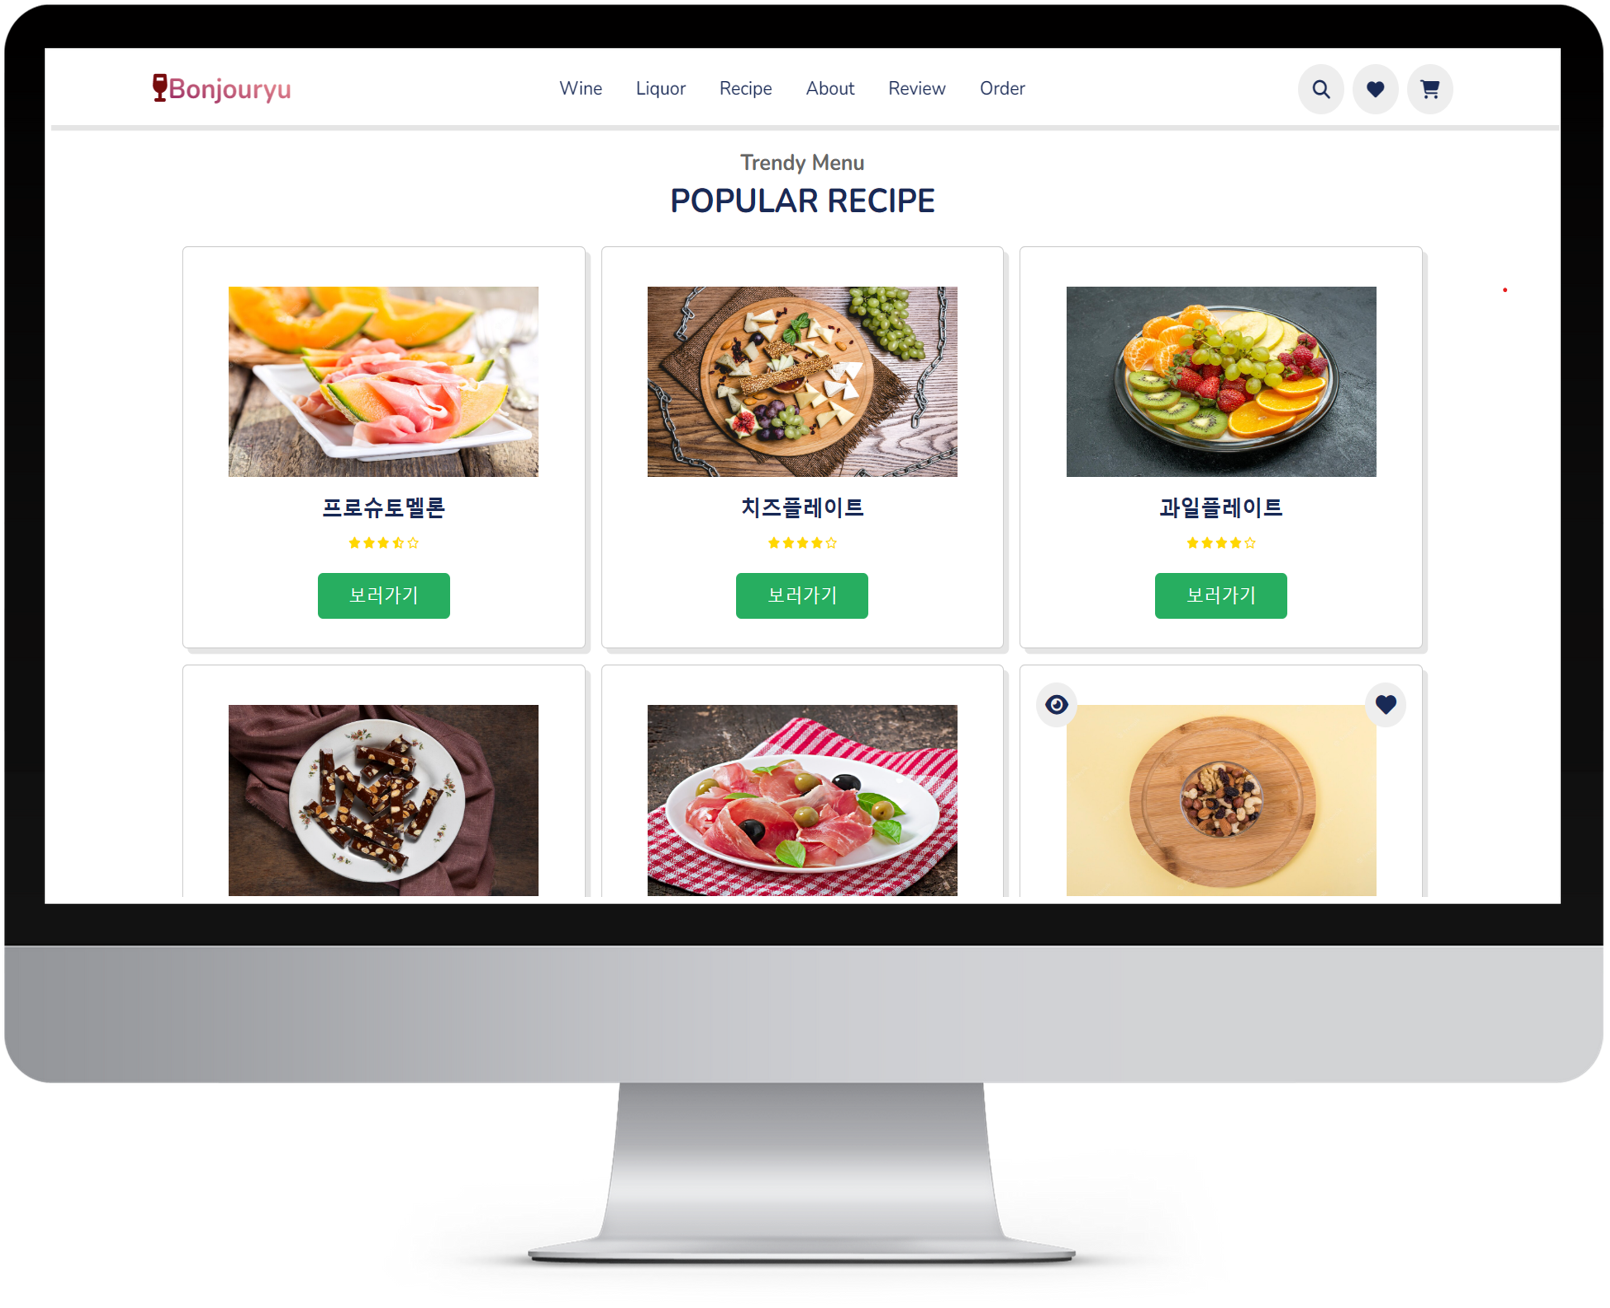 Bonjouryu
Wine Liquor Recipe About Review Order
Trendy Menu
POPULAR RECIPE
프로슈토멜론 치즈플레이트 과일플레이트
보러가기 보러가기 보러가기